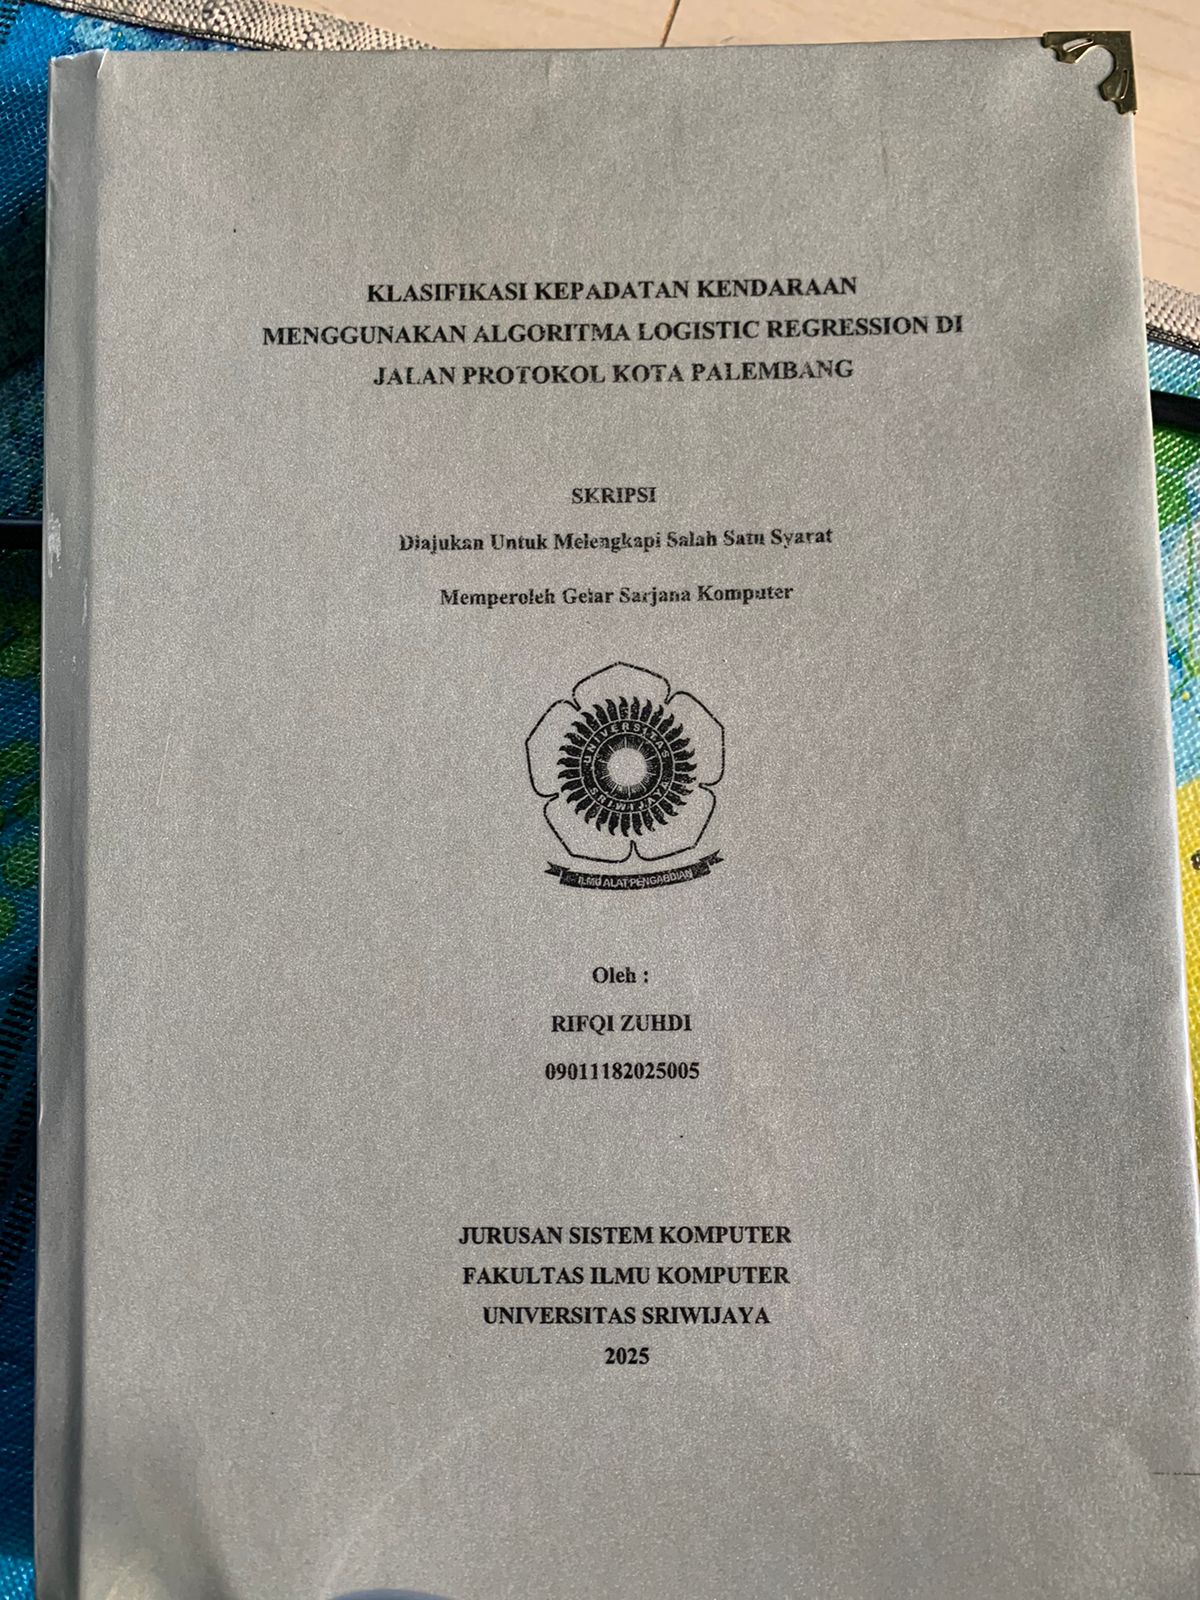 KLASIFIKASI KEPADATAN KENDARAAN
MENGGUNAKAN ALGORITMA LOGISTIC REGRESSION DI
JALAN PROTOKOL KOTA PALEMBANG
SKRIPSI
Diajukan Untuk Melengkapi Salah Satu Syarat
Memperoleh Gelar Sarjana Komputer
UNIVERSITAS
SRIWIJAYA
ILMU ALAT PENGABDIAN
Oleh :
RIFQI ZUHDI
09011182025005
JURUSAN SISTEM KOMPUTER
FAKULTAS ILMU KOMPUTER
UNIVERSITAS SRIWIJAYA
2025